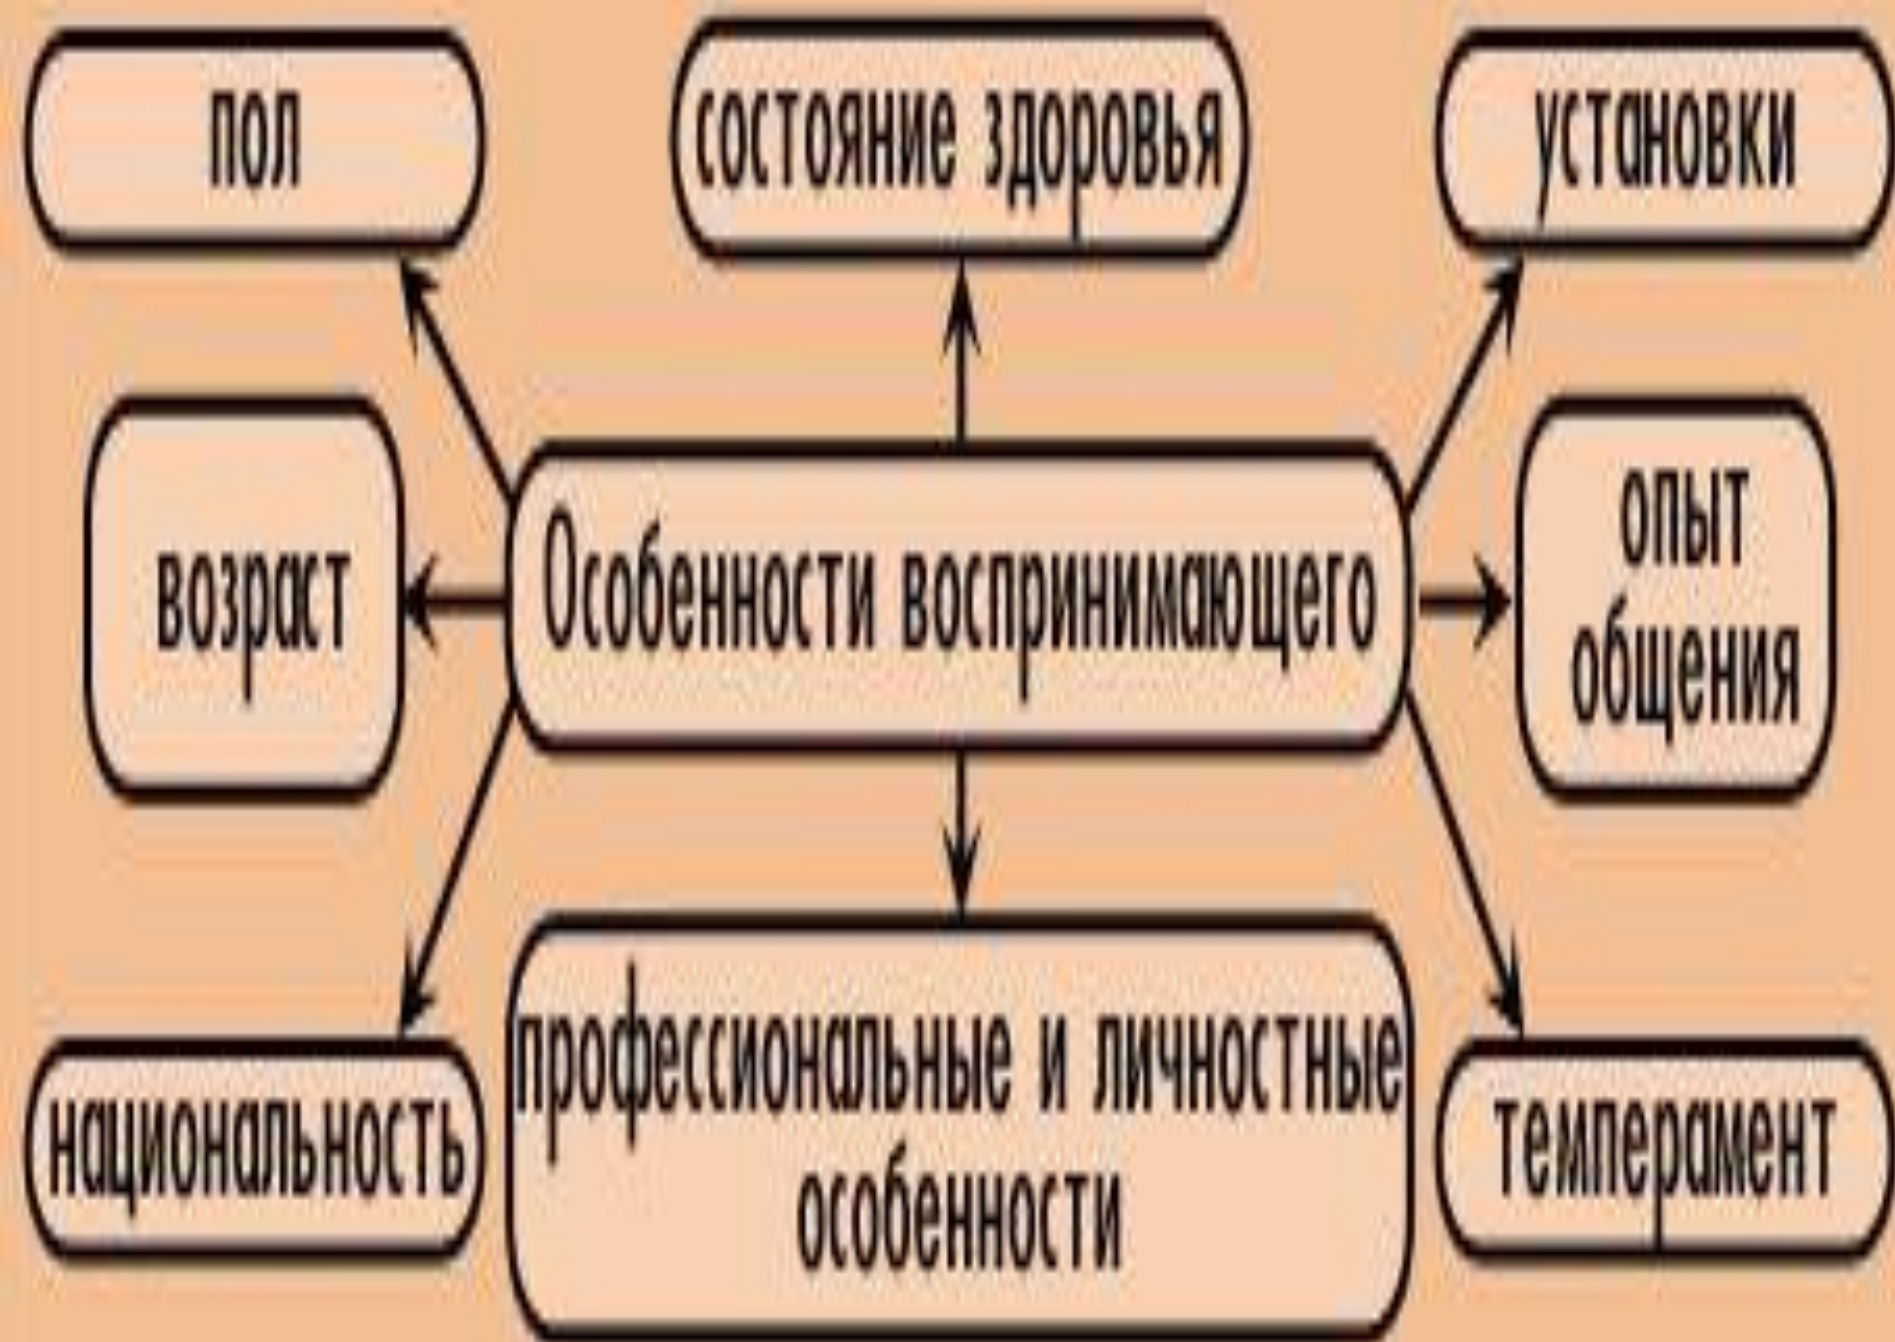 пол
состояние здоровья
установки
возраст
Особенности воспринимающего
опыт
общения
национальность
профессиональные и личностные
особенности
темперамент